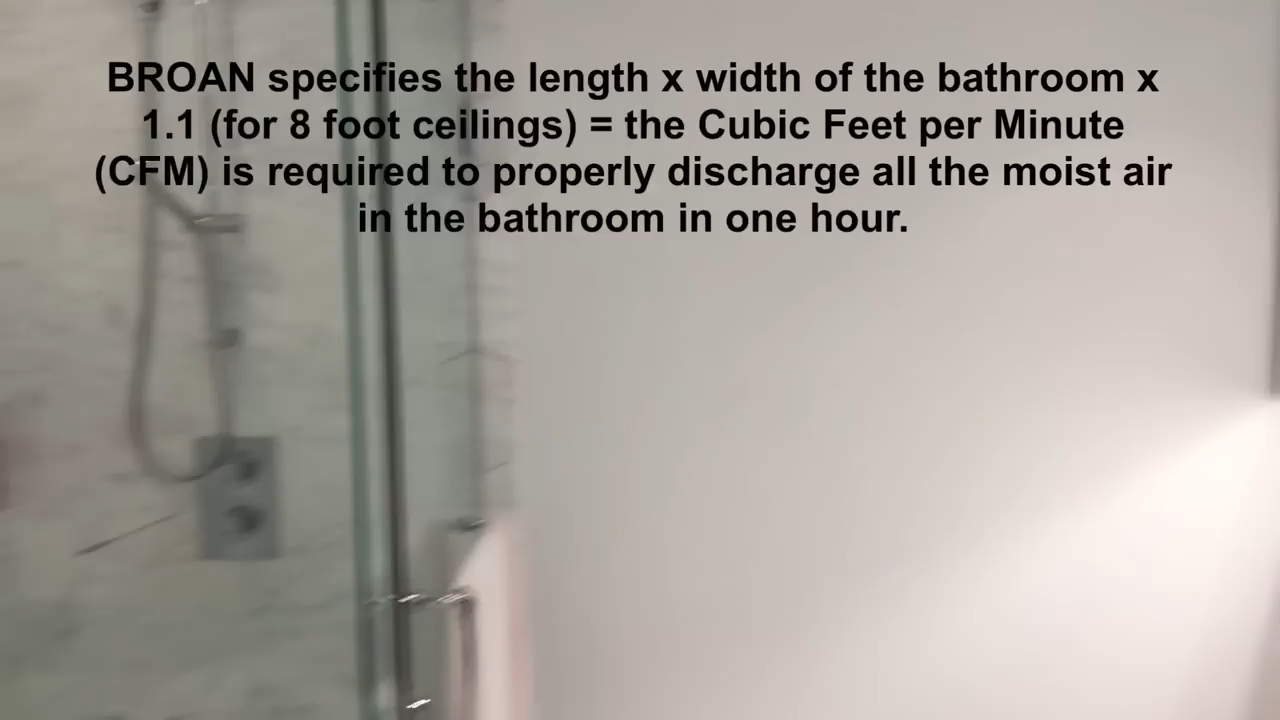 BROAN specifies the length x width of the bathroom x
1.1 (for 8 foot ceilings) = the Cubic Feet per Minute
(CFM) is required to properly discharge all the moist air
in the bathroom in one hour.